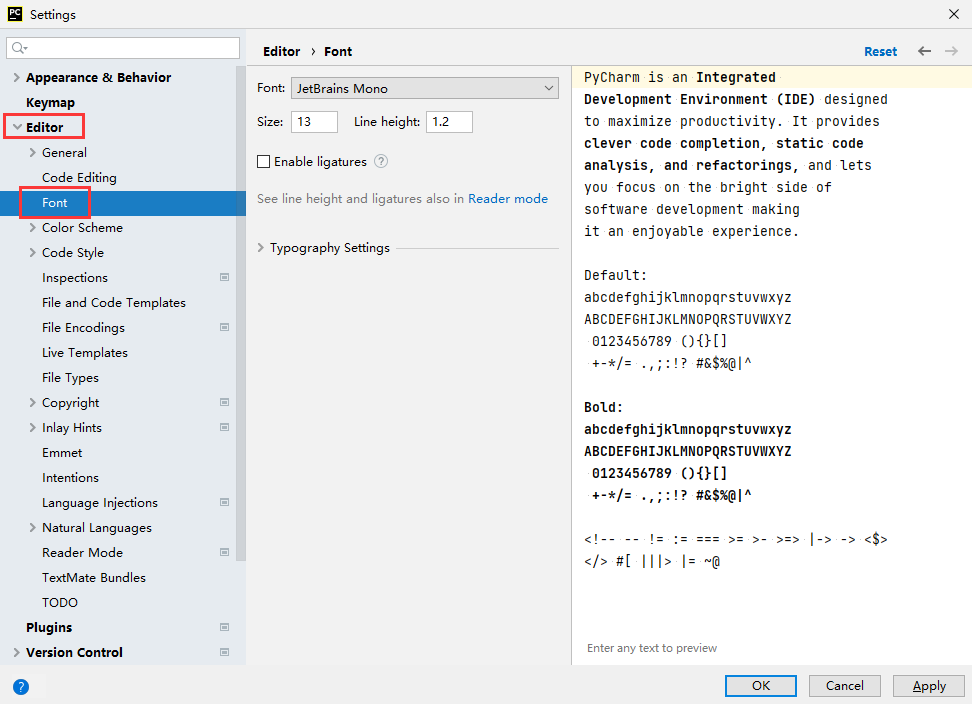 PC
Settings
Appearance & Behavior
Keymap
Editor
General
Code Editing
Font
Color Scheme
Code Style
Inspections
File and Code Templates
File Encodings
Live Templates
File Types
Copyright
Inlay Hints
Emmet
Intentions
Language Injections
Natural Languages
Reader Mode
TextMate Bundles
TODO
Plugins
Version Control
Editor › Font
Reset
Font: JetBrains Mono
Size: 13 Line height: 1.2
Enable ligatures ?
See line height and ligatures also in Reader mode
Typography Settings
PyCharm is an Integrated
Development Environment (IDE) designed
to maximize productivity. It provides
clever code completion, static code
analysis, and refactorings, and lets
you focus on the bright side of
software development making
it an enjoyable experience.
Default:
abcdefghijklmnopqrstuvwxyz
ABCDEFGHIJKLMNOPQRSTUVWXYZ
0123456789 (){}[]
+-*/= .,;:!? #&$%@|^
Bold:
abcdefghijklmnopqrstuvwxyz
ABCDEFGHIJKLMNOPQRSTUVWXYZ
0123456789 (){}[]
+-*/= .,;:!? #&$%@|^
<!-- -- != := === >= >- >=> |-> -> <$>
</> #[ |||> |= ~@
Enter any text to preview
?
OK Cancel Apply